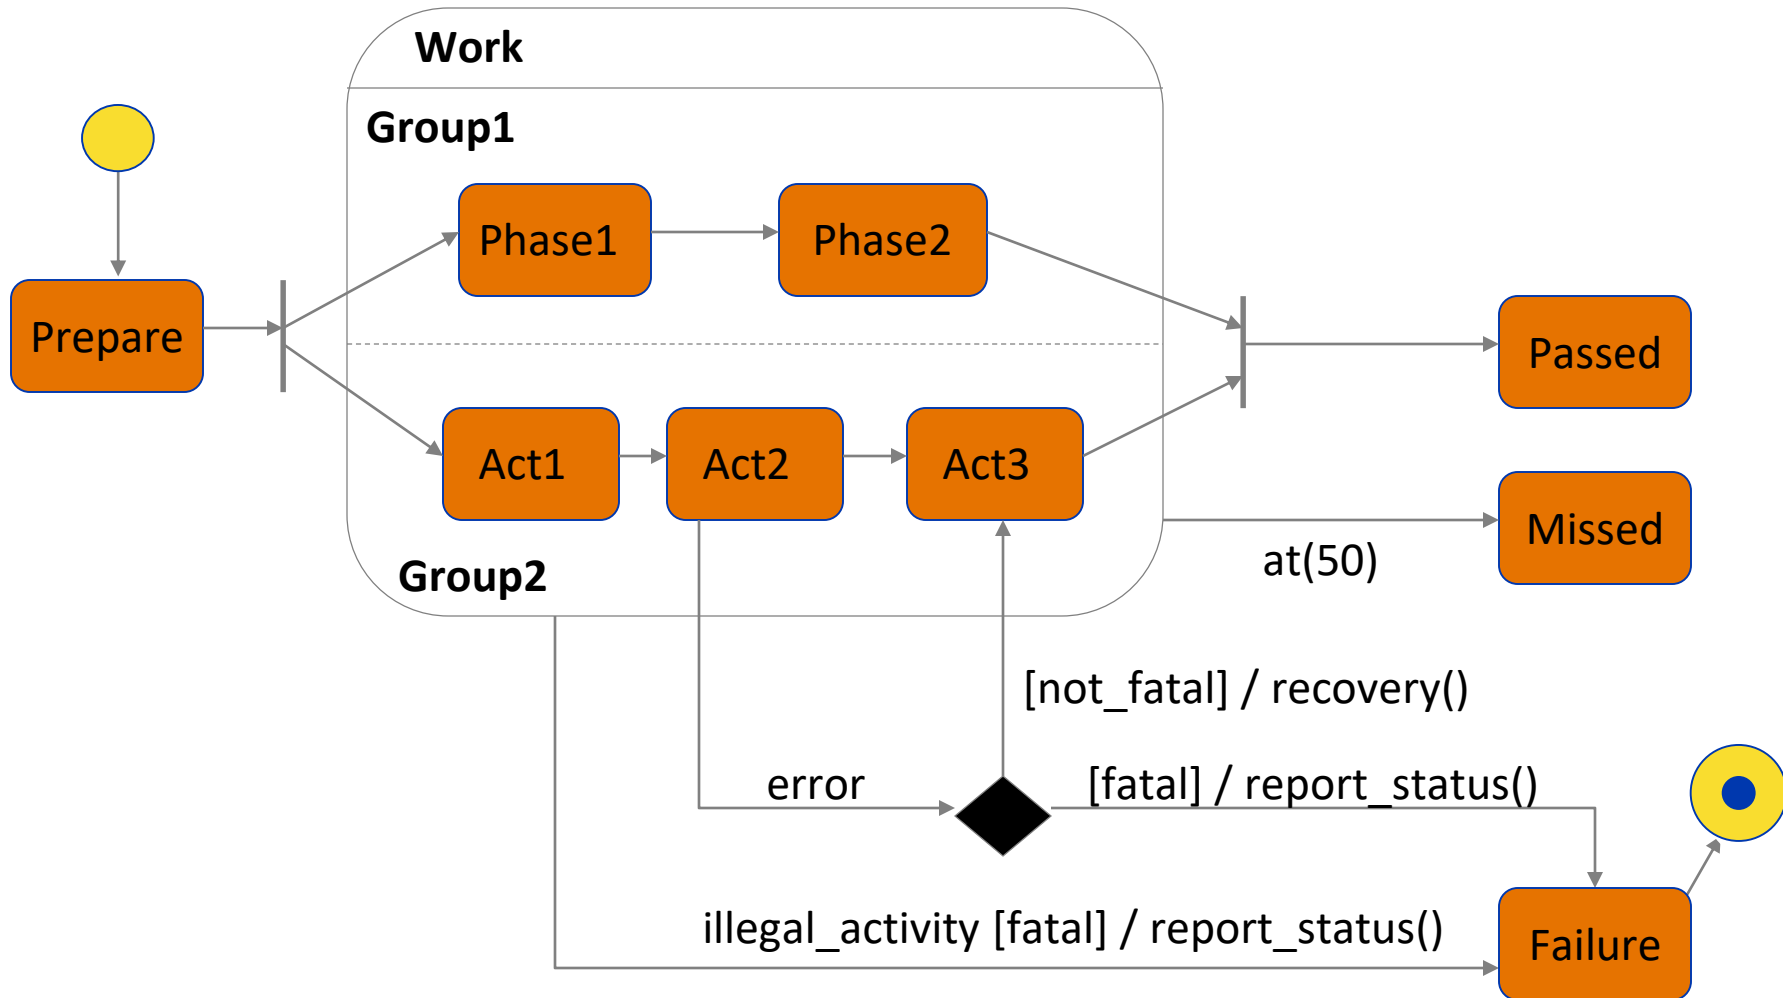 Work
Group1
Phase1
Phase2
Prepare
Passed
Act1
Act2
Act3
Missed
at(50)
Group2
[not_fatal] / recovery()
error
[fatal] / report_status()
illegal_activity [fatal] / report_status()
Failure